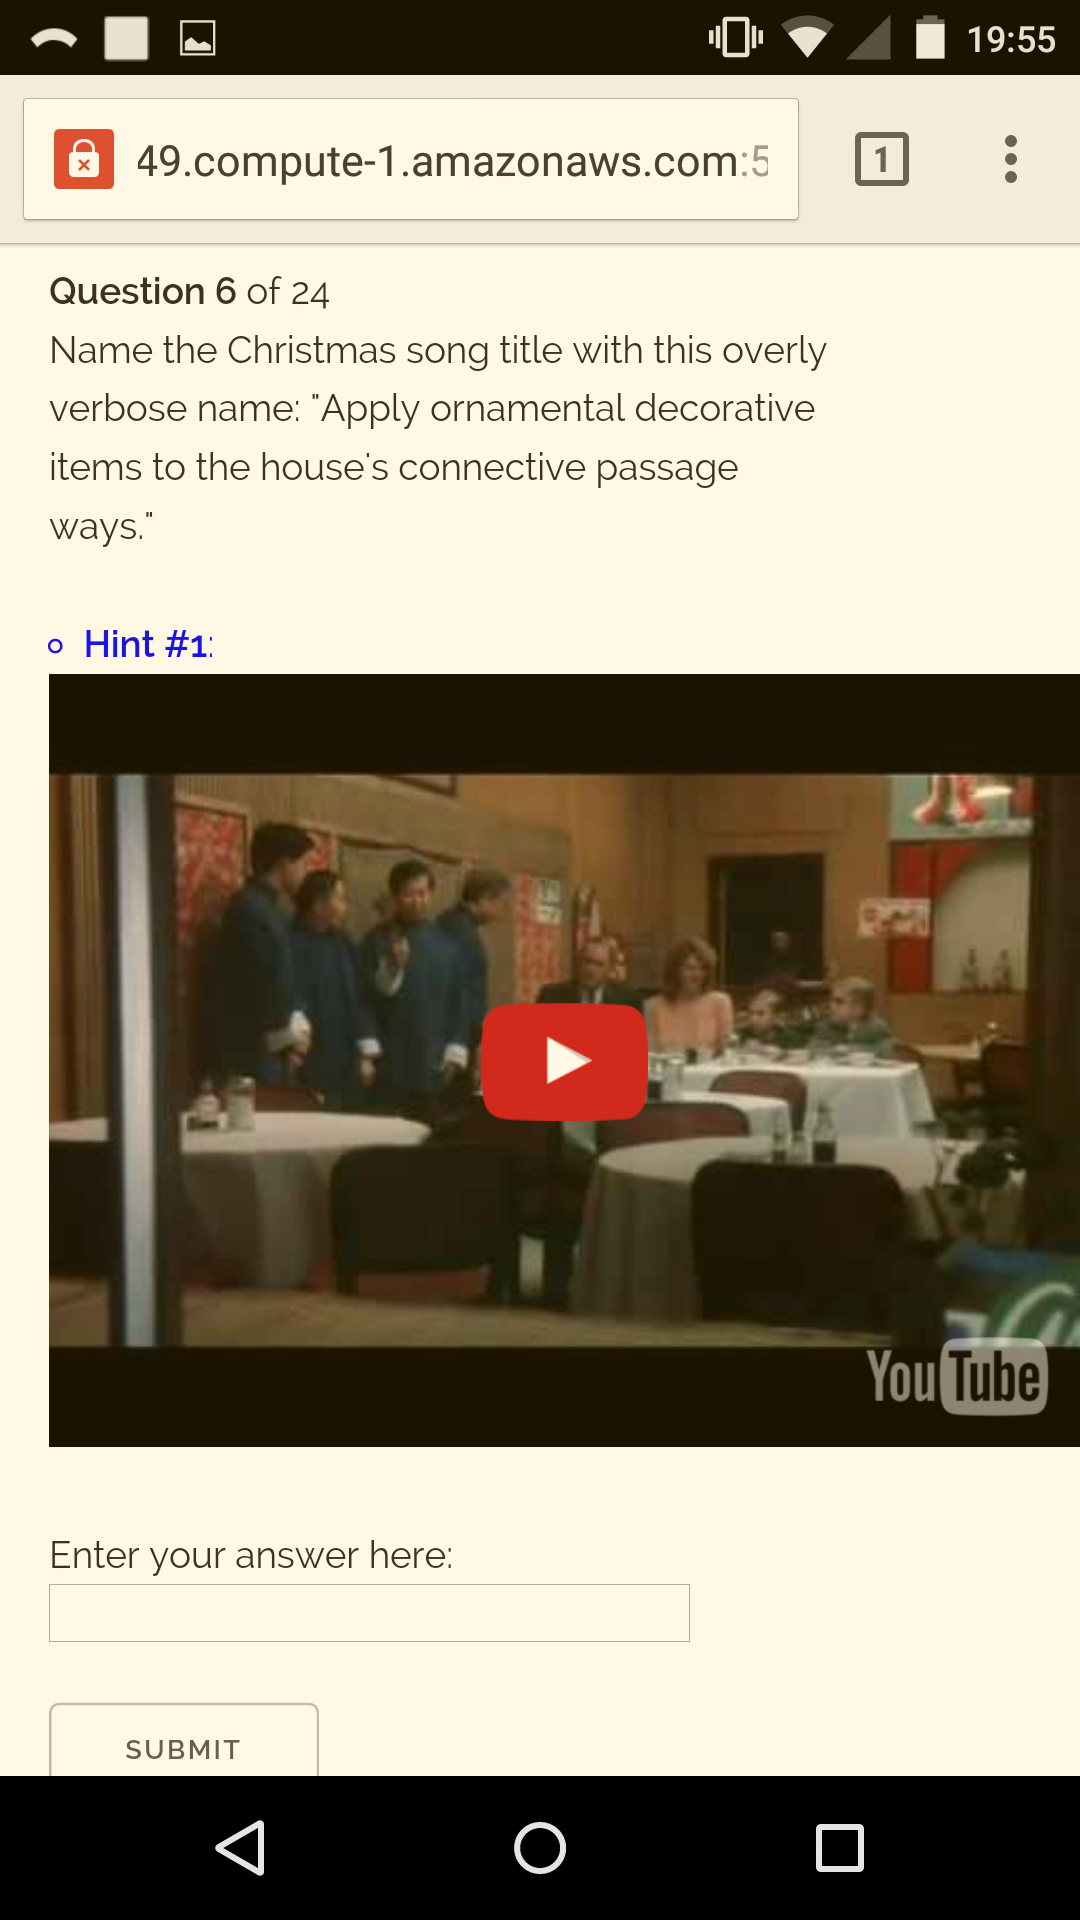 19:55
49.compute-1.amazonaws.com:5
1
Question 6 of 24
Name the Christmas song title with this overly
verbose name: "Apply ornamental decorative
items to the house's connective passage
ways."
Hint #1:
YouTube
Enter your answer here:
SUBMIT